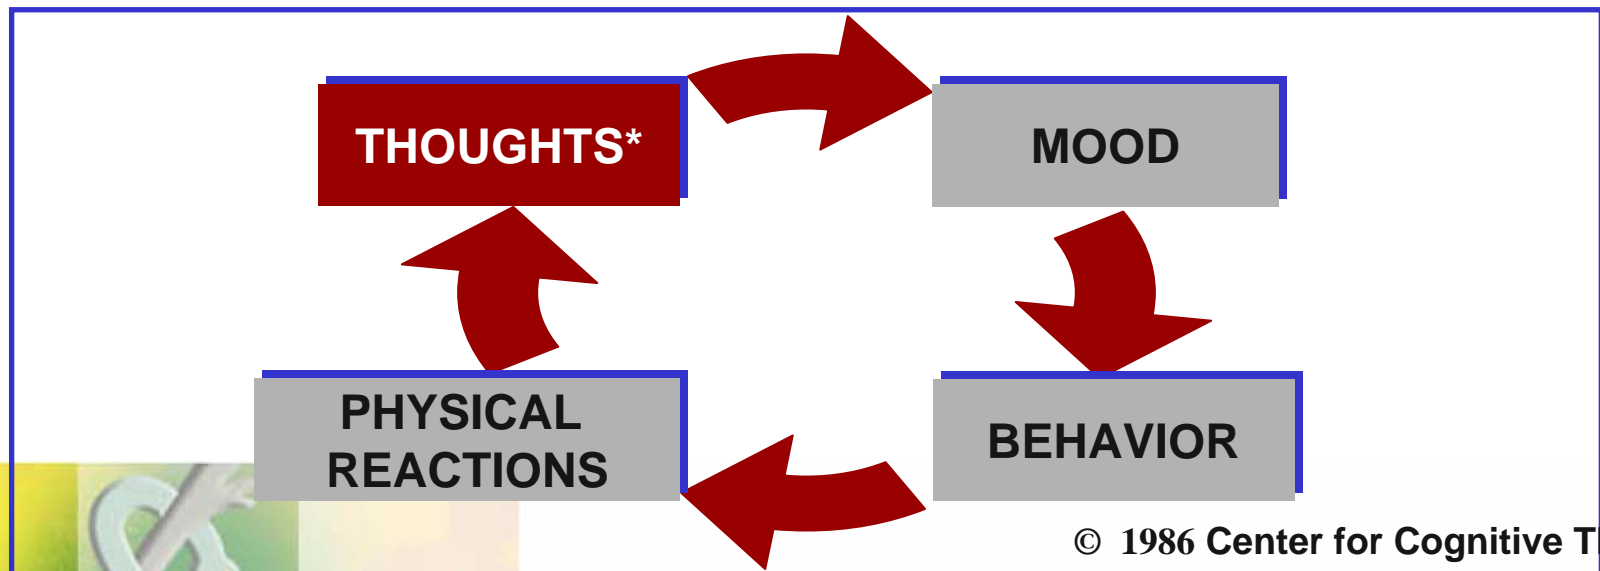 THOUGHTS*
MOOD
PHYSICAL
REACTIONS
BEHAVIOR
© 1986 Center for Cognitive